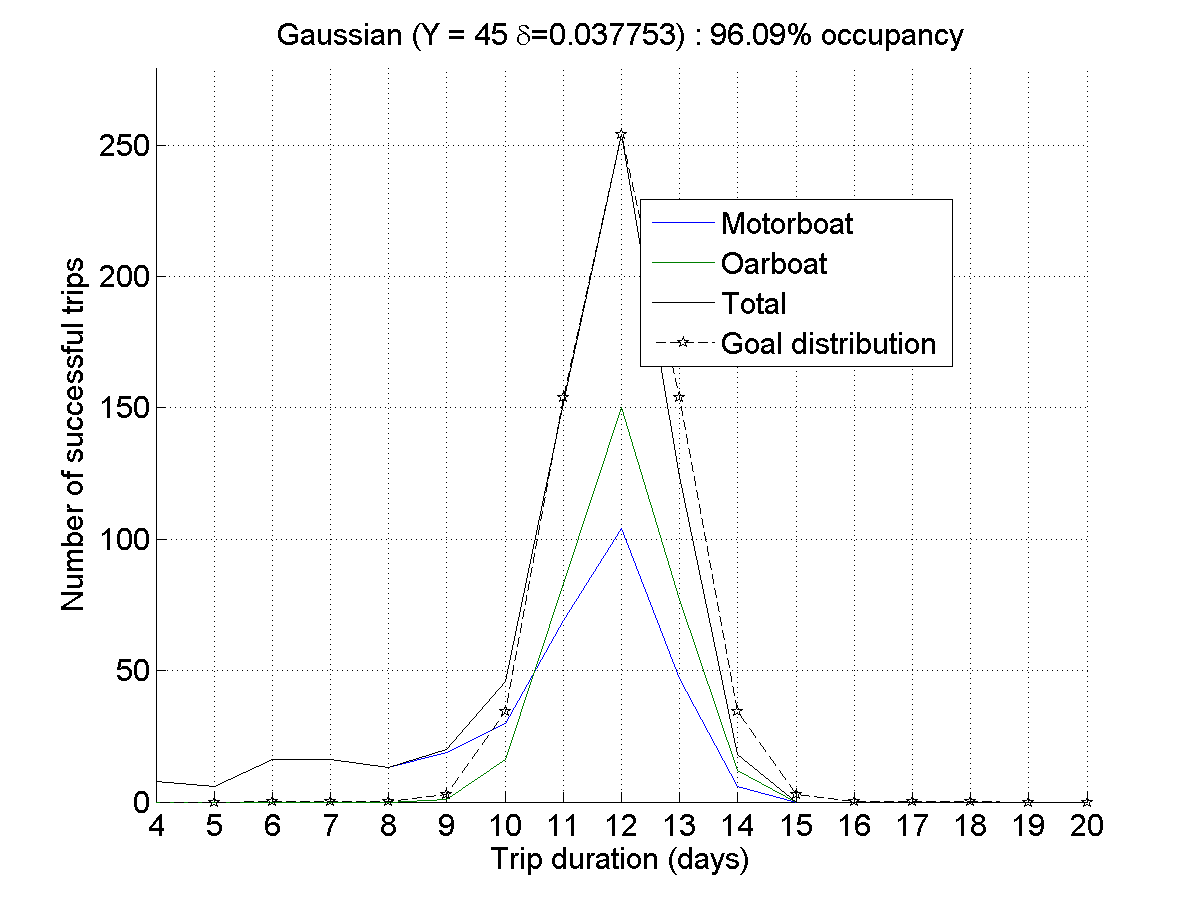 Gaussian (Y = 45 δ=0.037753) : 96.09% occupancy
Number of successful trips
250
200
150
100
50
0
Motorboat
Oarboat
Total
Goal distribution
4 5 6 7 8 9 10 11 12 13 14 15 16 17 18 19 20
Trip duration (days)